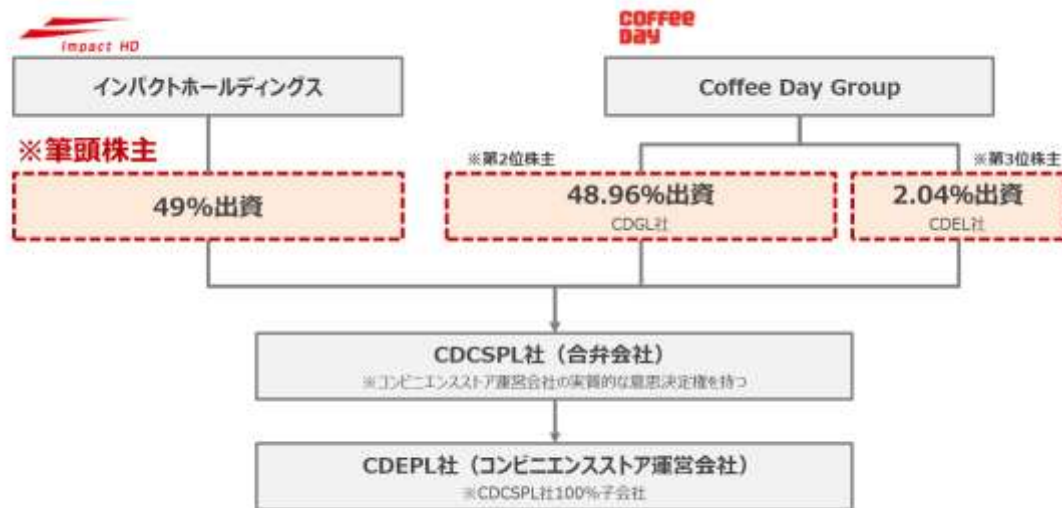 Impact HD
COFFEE
DAY
インパクトホールディングス
Coffee Day Group
※筆頭株主
※第2位株主
※第3位株主
49%出資
48.96%出資
CDGL社
2.04%出資
CDEL社
CDCSPL社（合弁会社）
※コンビニエンスストア運営会社の実質的な意思決定権を持つ
CDEPL社（コンビニエンスストア運営会社）
※CDCSPL社100%子会社